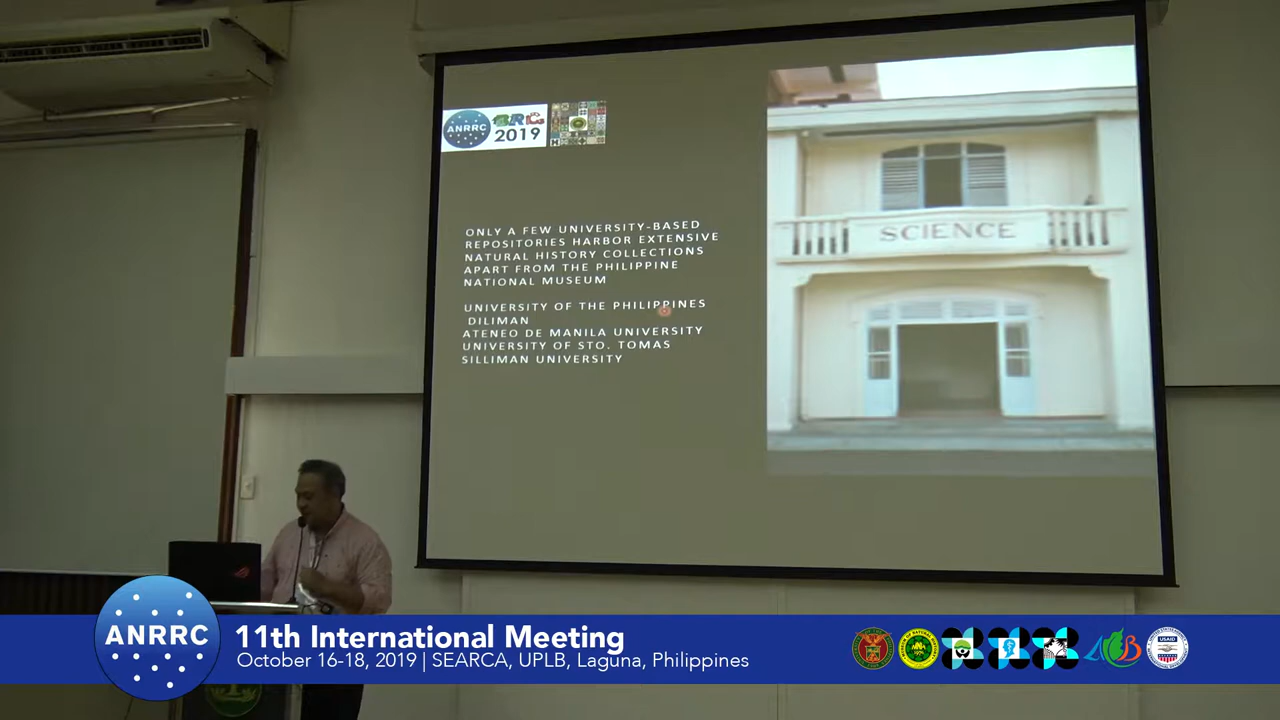 ANRRC
BRC
2019
ONLY A FEW UNIVERSITY-BASED
REPOSITORIES HARBOR EXTENSIVE
NATURAL HISTORY COLLECTIONS
APART FROM THE PHILIPPINE
NATIONAL MUSEUM
UNIVERSITY OF THE PHILIPPINES
DILIMAN
ATENEO DE MANILA UNIVERSITY
UNIVERSITY OF STO. TOMAS
SILLIMAN UNIVERSITY
SCIENCE
ANRRC
11th International Meeting
October 16-18, 2019 | SEARCA, UPLB, Laguna, Philippines
USAID